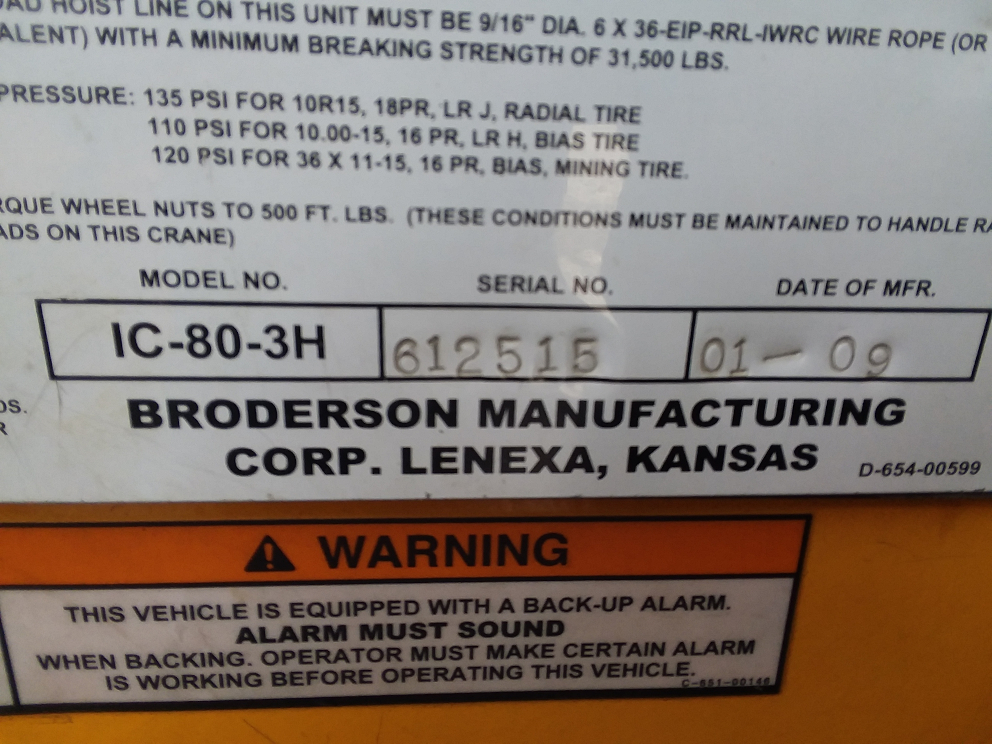 HOIST LINE ON THIS UNIT MUST BE 9/16" DIA. 6 X 36-EIP-RRL-IWRC WIRE ROPE (OR
ALENT) WITH A MINIMUM BREAKING STRENGTH OF 31,500 LBS.
PRESSURE: 135 PSI FOR 10R15, 18PR, LR J, RADIAL TIRE
110 PSI FOR 10.00-15, 16 PR, LR H, BIAS TIRE
120 PSI FOR 36 X 11-15, 16 PR, BIAS, MINING TIRE.
RQUE WHEEL NUTS TO 500 FT. LBS. (THESE CONDITIONS MUST BE MAINTAINED TO HANDLE RA
ADS ON THIS CRANE)
MODEL NO. SERIAL NO. DATE OF MFR.
IC-80-3H 612515 01-09
OS.
R
BRODERSON MANUFACTURING
CORP. LENEXA, KANSAS D-654-00599
WARNING
THIS VEHICLE IS EQUIPPED WITH A BACK-UP ALARM.
ALARM MUST SOUND
WHEN BACKING. OPERATOR MUST MAKE CERTAIN ALARM
IS WORKING BEFORE OPERATING THIS VEHICLE.